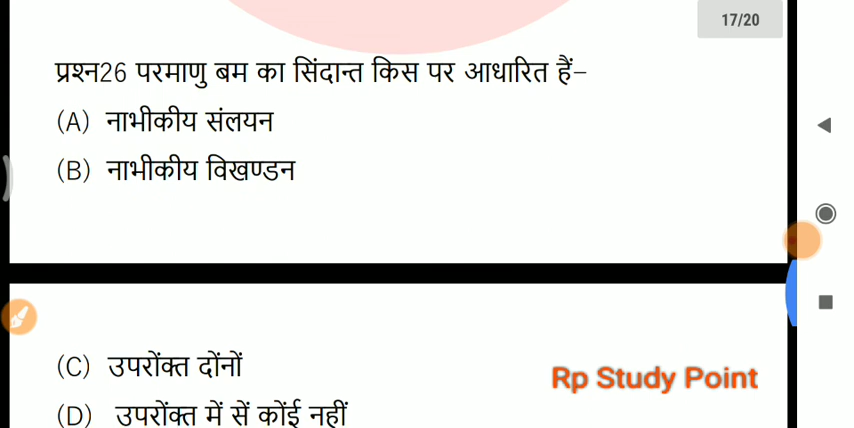 17/20
प्रश्न26 परमाणु बम का सिंदान्त किस पर आधारित हैं–
(A) नाभीकीय संलयन
(B) नाभीकीय विखण्डन
(C) उपरोंक्त दोंनों
Rp Study Point
(D) उपरोंक्त में सें कोंई नहीं